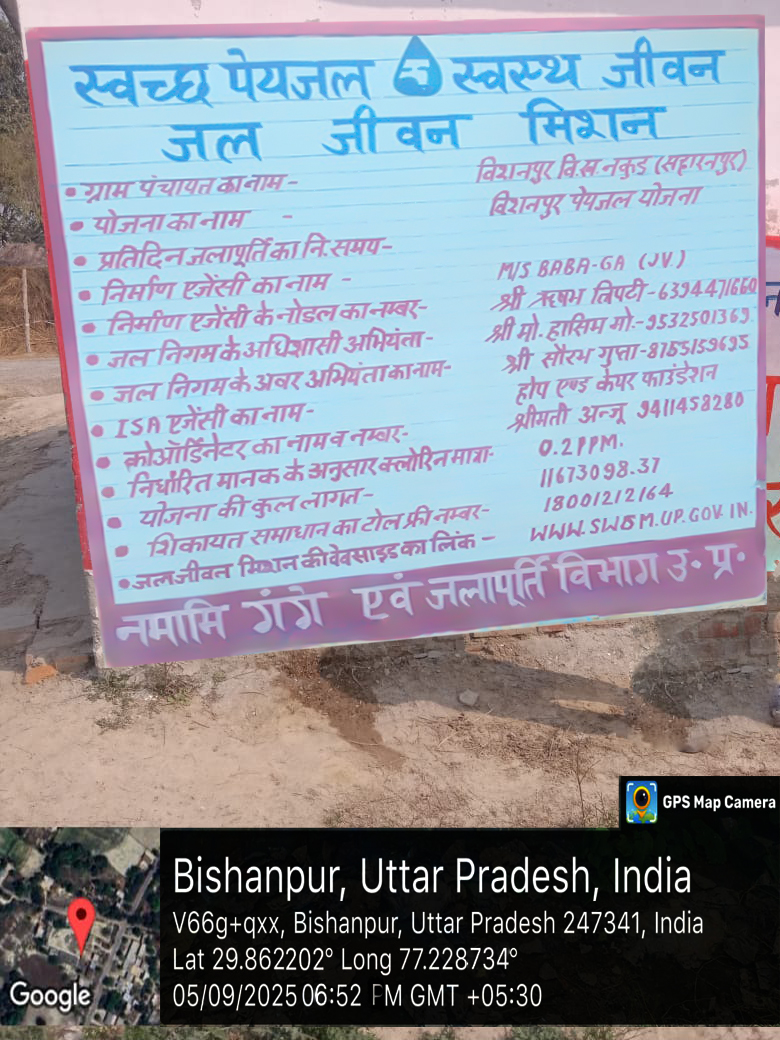 स्वच्छ पेयजल स्वस्थ जीवन
जल जीवन मिशन
• ग्राम पंचायत का नाम - विशनपुर वि.ख. नकुड (सहारनपुर)
• योजना का नाम - विशनपुर पेयजल योजना
• प्रतिदिन जलापूर्ति का नि. समय-
• निर्माण एजेंसी का नाम - M/S BABA-GA (JV.)
• निर्माण एजेंसी के नोडल का नम्बर- श्री ऋषभ त्रिपटी-6394471660
• जल निगम के अधिशासी अभियंता- श्री मो. हासिम मो.-9532501369
• जल निगम के अवर अभियंता का नाम- श्री सौरभ गुप्ता-8755159695
• ISA एजेंसी का नाम- होप एण्ड केयर फाउंडेशन
• कोऑर्डिनेटर का नाम व नम्बर- श्रीमती अन्जू 9411458280
• निर्धारित मानक के अनुसार क्लोरिन मात्रा- 0.2PPM.
• योजना की कुल लागत- 11673098.37
• शिकायत समाधान का टोल फ्री नम्बर- 18001212164
• जल जीवन मिशन की वेवसाइड का लिंक - WWW.SWSM.UP.GOV.IN.
नमामि गंगे एवं जलापूर्ति विभाग उ॰ प्र॰
GPS Map Camera
Bishanpur, Uttar Pradesh, India
V66g+qxx, Bishanpur, Uttar Pradesh 247341, India
Lat 29.862202° Long 77.228734°
05/09/2025 06:52 PM GMT +05:30
Google